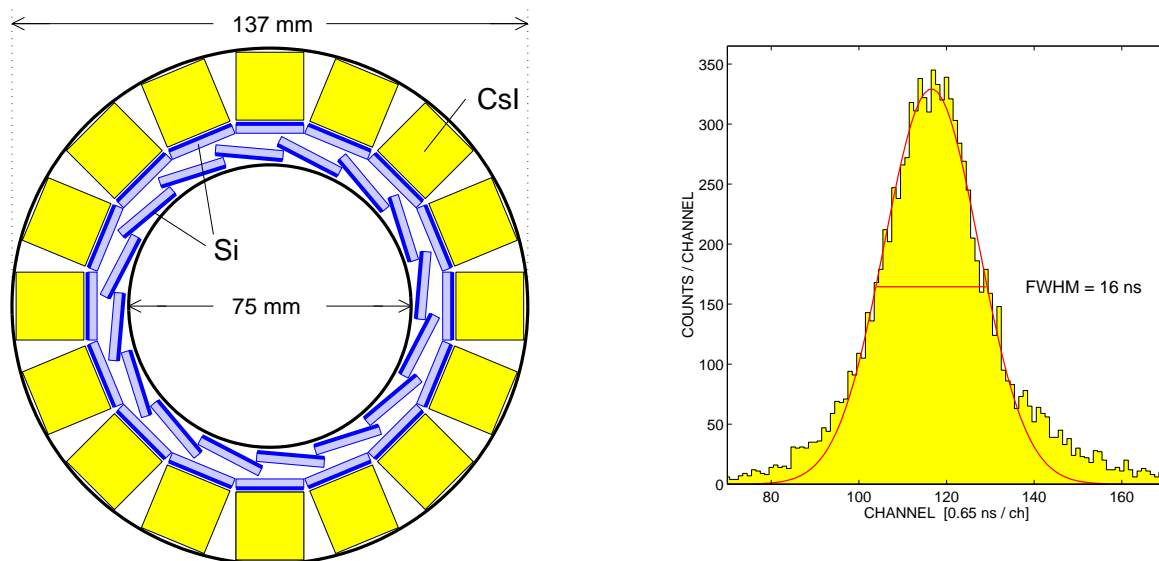 137 mm
CsI
Si
75 mm
350
300
250
200
150
100
50
0
COUNTS / CHANNEL
FWHM = 16 ns
80
100
120
140
160
CHANNEL [0.65 ns / ch]